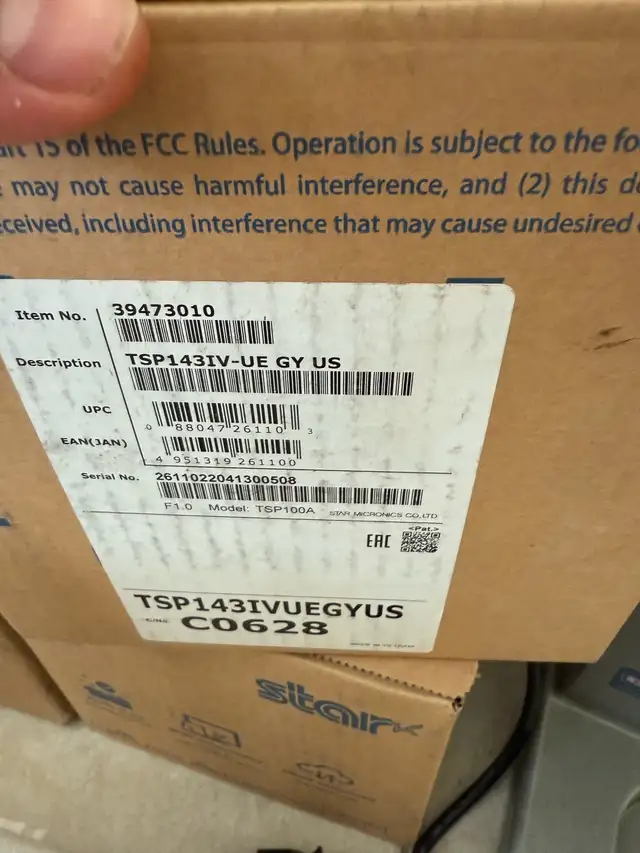 15 of the FCC Rules. Operation is subject to the
may not cause harmful interference, and (2) this
including interference that may cause undesired
Item No. 39473010
Description TSP143IV-UE GY US
UPC 0 88047 26110 3
EAN(JAN) 4 951319 261100
Serial No. 2611022041300508
F1.0 Model: TSP100A STAR MICRONICS CO.,LTD
<Pat.>
EAC
TSP143IVUEGYUS
C/No. C0628
star